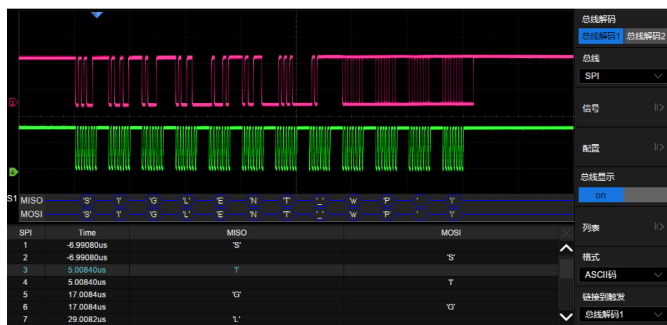 总线解码
总线解码1 总线解码2
总线
SPI
信号
配置
总线显示
on
列表
格式
ASCII码
链接到触发
总线解码1
S1 MISO 'S' 'I' 'G' 'L' 'E' 'N' 'T' '_' 'w' 'P'
MOSI 'S' 'I' 'G' 'L' 'E' 'N' 'T' '_' 'w' 'P'
SPI Time MISO MOSI
1 -6.99080us 'S'
2 -6.99080us 'S'
3 5.00840us 'I'
4 5.00840us 'I'
5 17.0084us 'G'
6 17.0084us 'G'
7 29.0082us 'L'